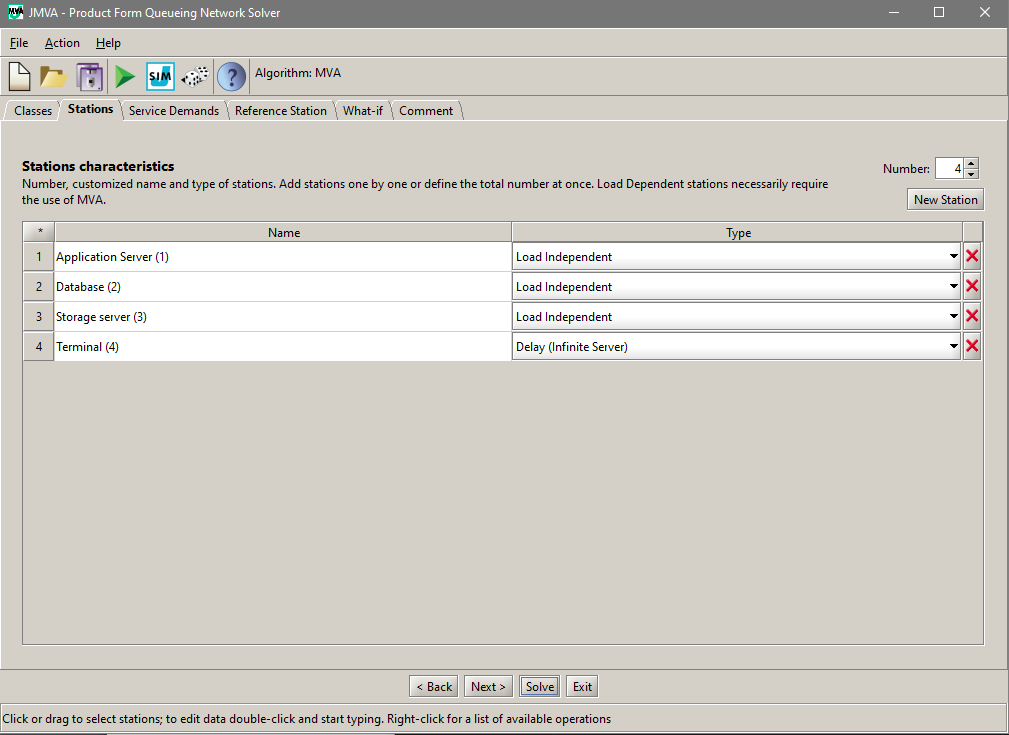 MVA JMVA - Product Form Queueing Network Solver
File Action Help
SIM ? Algorithm: MVA
Classes Stations Service Demands Reference Station What-if Comment
Stations characteristics
Number: 4
Number, customized name and type of stations. Add stations one by one or define the total number at once. Load Dependent stations necessarily require
the use of MVA.
New Station
* Name Type
1 Application Server (1) Load Independent
2 Database (2) Load Independent
3 Storage server (3) Load Independent
4 Terminal (4) Delay (Infinite Server)
< Back Next > Solve Exit
Click or drag to select stations; to edit data double-click and start typing. Right-click for a list of available operations